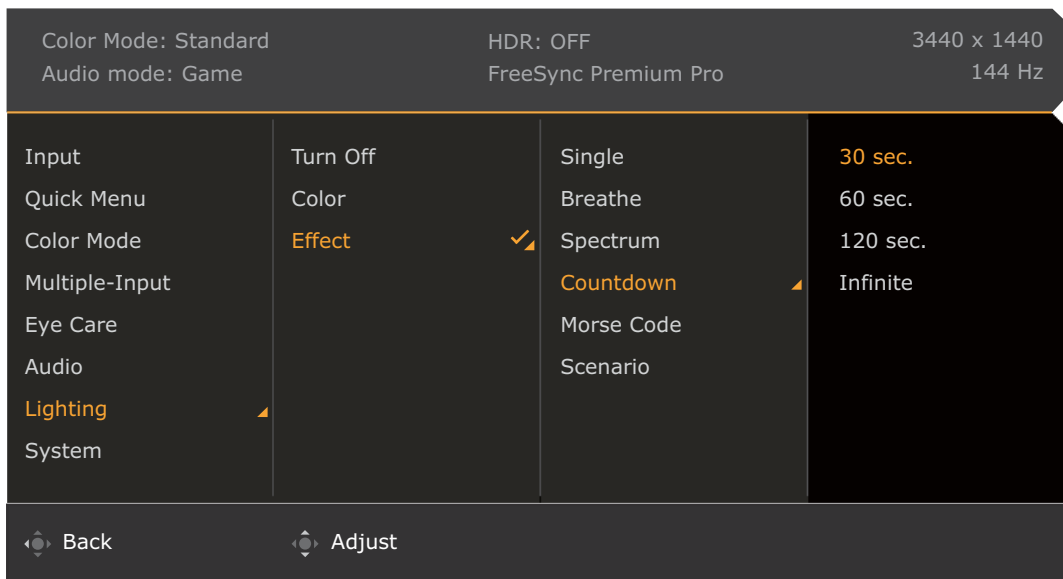 Color Mode: Standard
HDR: OFF
3440 x 1440
Audio mode: Game
FreeSync Premium Pro
144 Hz
Input
Quick Menu
Color Mode
Multiple-Input
Eye Care
Audio
Lighting
System
Turn Off
Color
Effect
Single
Breathe
Spectrum
Countdown
Morse Code
Scenario
30 sec.
60 sec.
120 sec.
Infinite
Back
Adjust